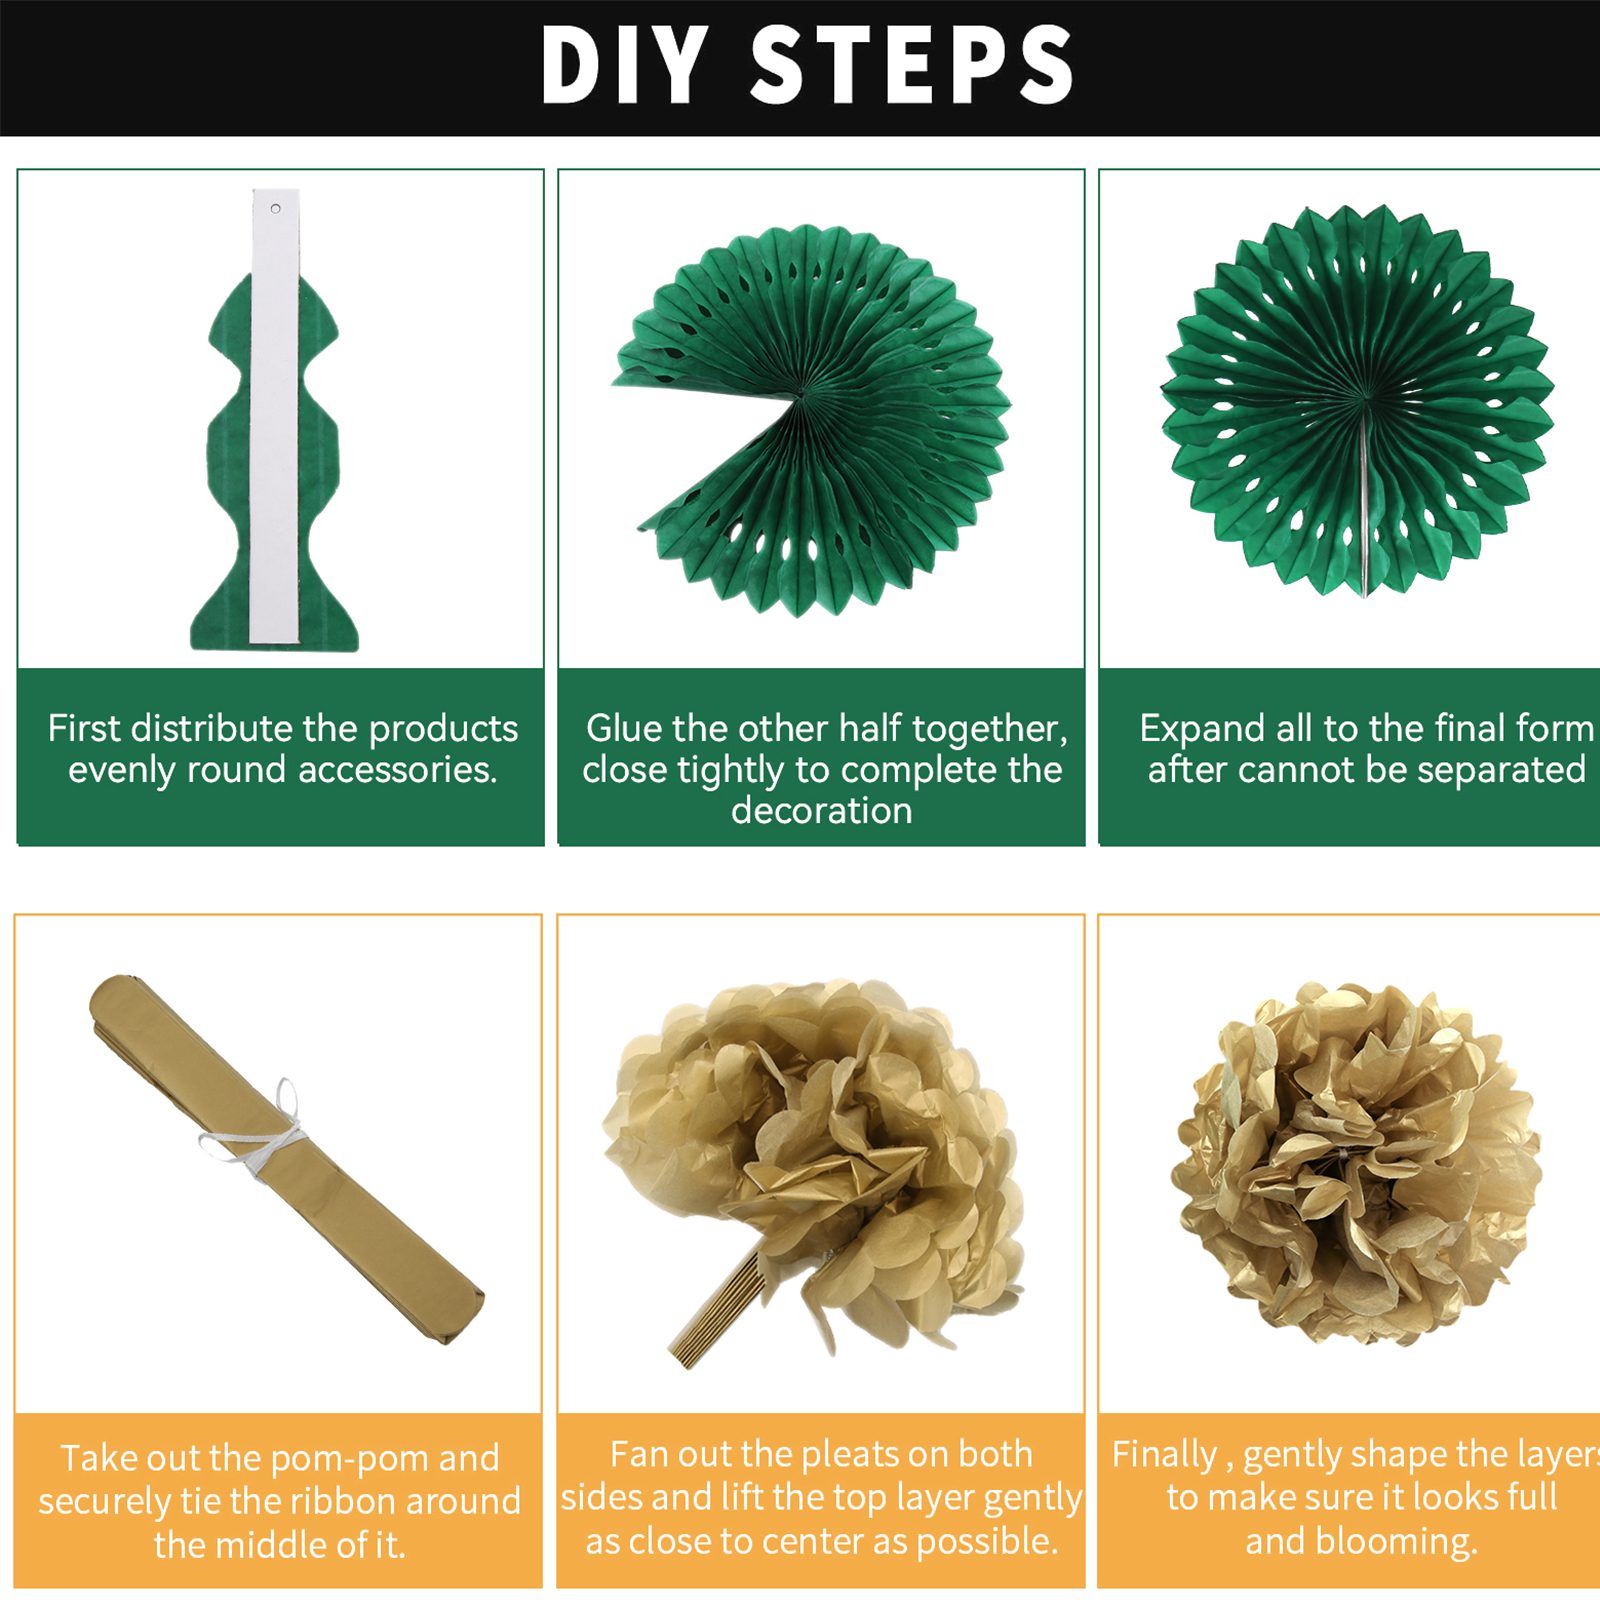 DIY STEPS
First distribute the products
evenly round accessories.
Glue the other half together,
close tightly to complete the
decoration
Expand all to the final form
after cannot be separated
Take out the pom-pom and
securely tie the ribbon around
the middle of it.
Fan out the pleats on both
sides and lift the top layer gently
as close to center as possible.
Finally , gently shape the layers
to make sure it looks full
and blooming.